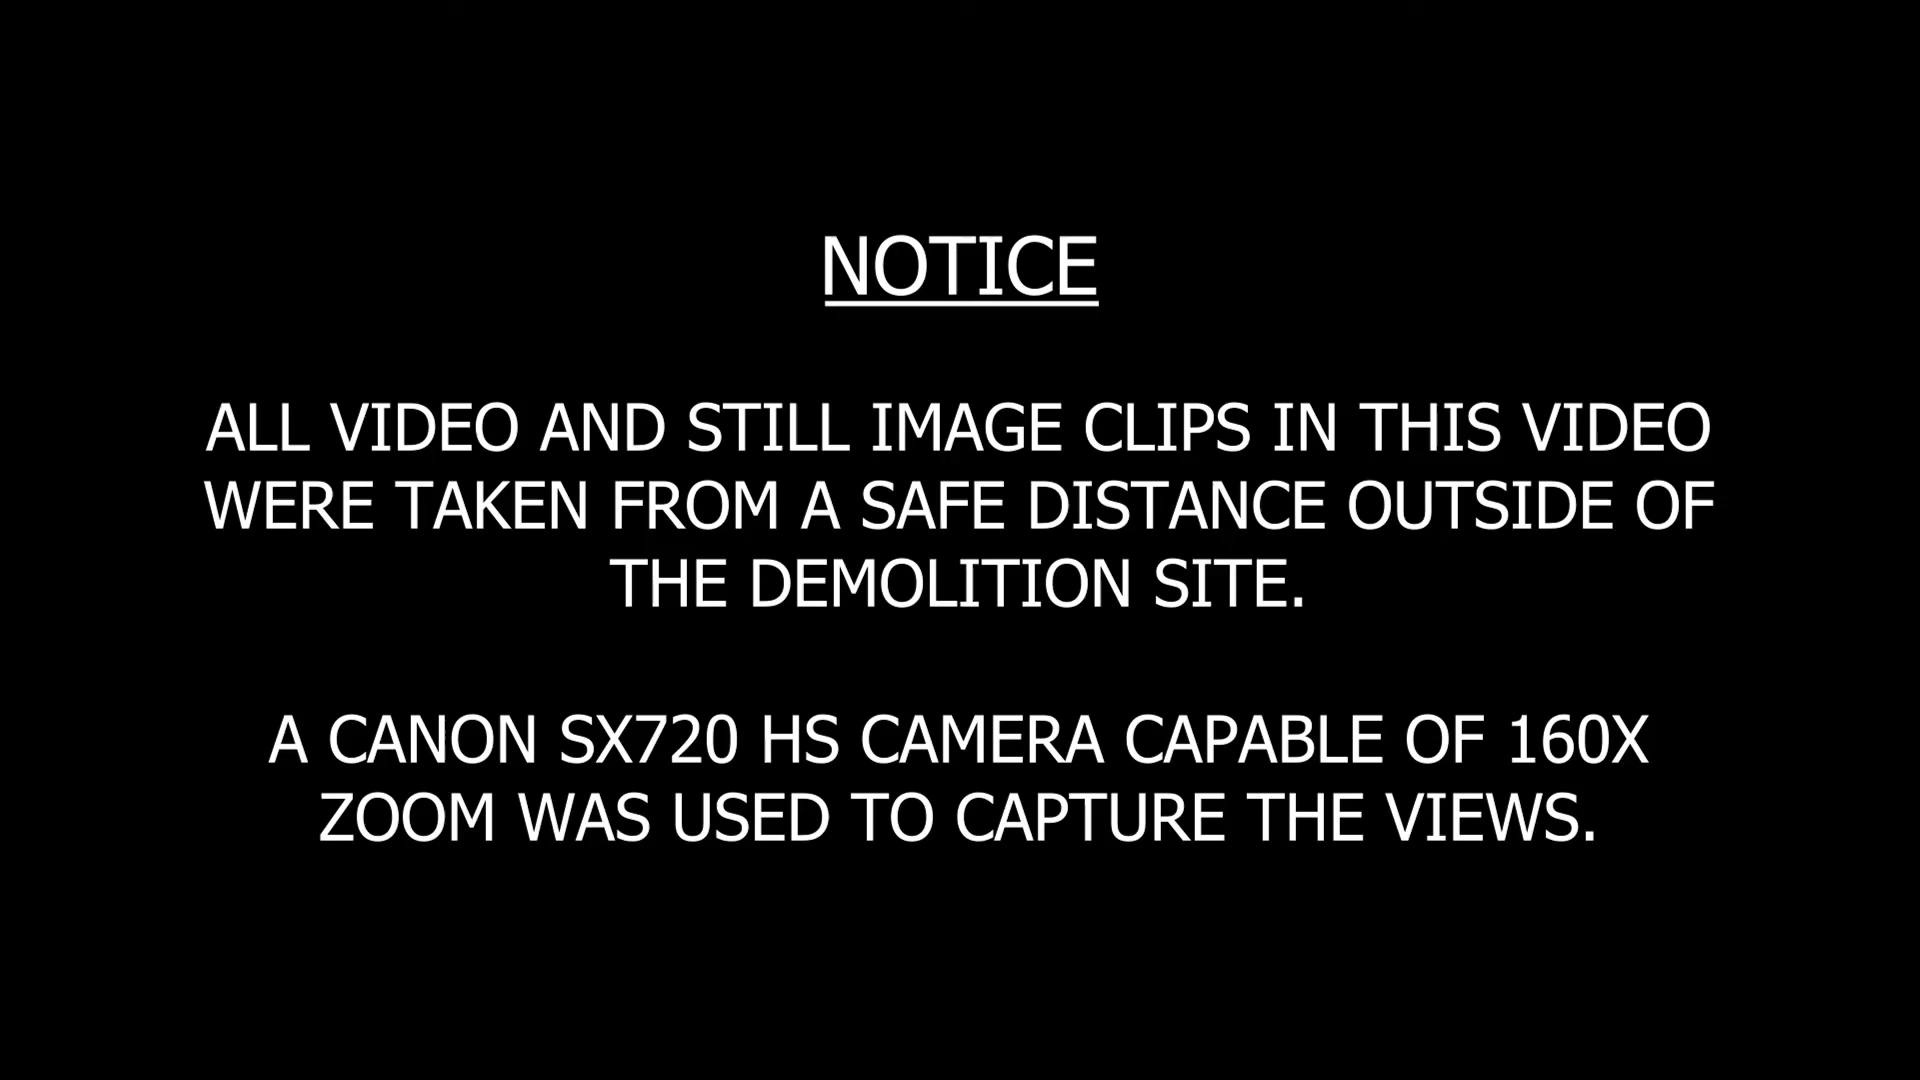 NOTICE
ALL VIDEO AND STILL IMAGE CLIPS IN THIS VIDEO
WERE TAKEN FROM A SAFE DISTANCE OUTSIDE OF
THE DEMOLITION SITE.
A CANON SX720 HS CAMERA CAPABLE OF 160X
ZOOM WAS USED TO CAPTURE THE VIEWS.